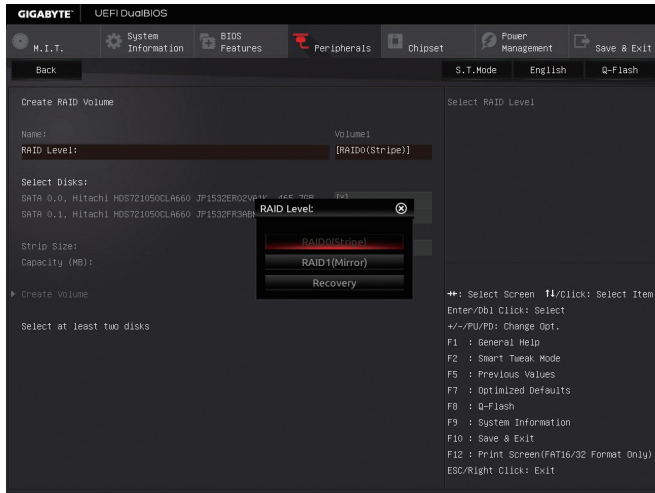 GIGABYTE™ UEFI DualBIOS
M.I.T. System Information BIOS Features Peripherals Chipset Power Management Save & Exit
Back S.T.Mode English Q-Flash
Create RAID Volume Select RAID Level
Name: Volume1
RAID Level: [RAID0(Stripe)]
Select Disks:
SATA 0.0, Hitachi HDS721050CLA660
SATA 0.1, Hitachi HDS721050CLA660
RAID Level:
RAID0(Stripe)
RAID1(Mirror)
Recovery
Strip Size:
Capacity (MB):
Create Volume
Select at least two disks
→←: Select Screen ↑↓/Click: Select Item
Enter/Dbl Click: Select
+/-/PU/PD: Change Opt.
F1 : General Help
F2 : Smart Tweak Mode
F5 : Previous Values
F7 : Optimized Defaults
F8 : Q-Flash
F9 : System Information
F10 : Save & Exit
F12 : Print Screen(FAT16/32 Format Only)
ESC/Right Click: Exit